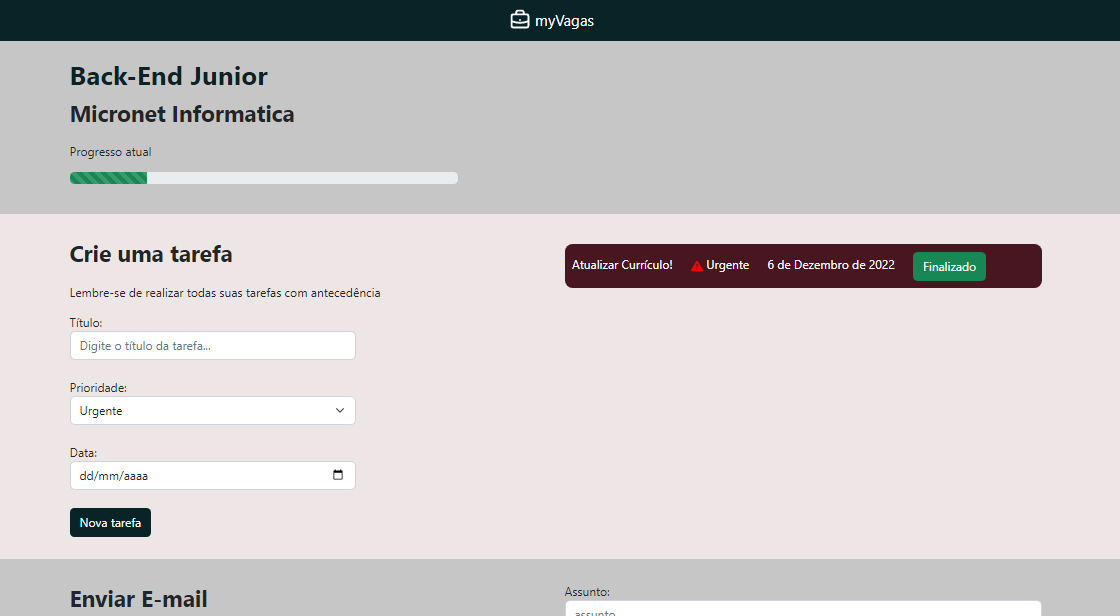 myVagas
Back-End Junior
Micronet Informatica
Progresso atual
Crie uma tarefa
Lembre-se de realizar todas suas tarefas com antecedência
Título:
Digite o título da tarefa...
Prioridade:
Urgente
Data:
dd/mm/aaaa
Nova tarefa
Atualizar Currículo! Urgente 6 de Dezembro de 2022 Finalizado
Enviar E-mail
Assunto:
assunto